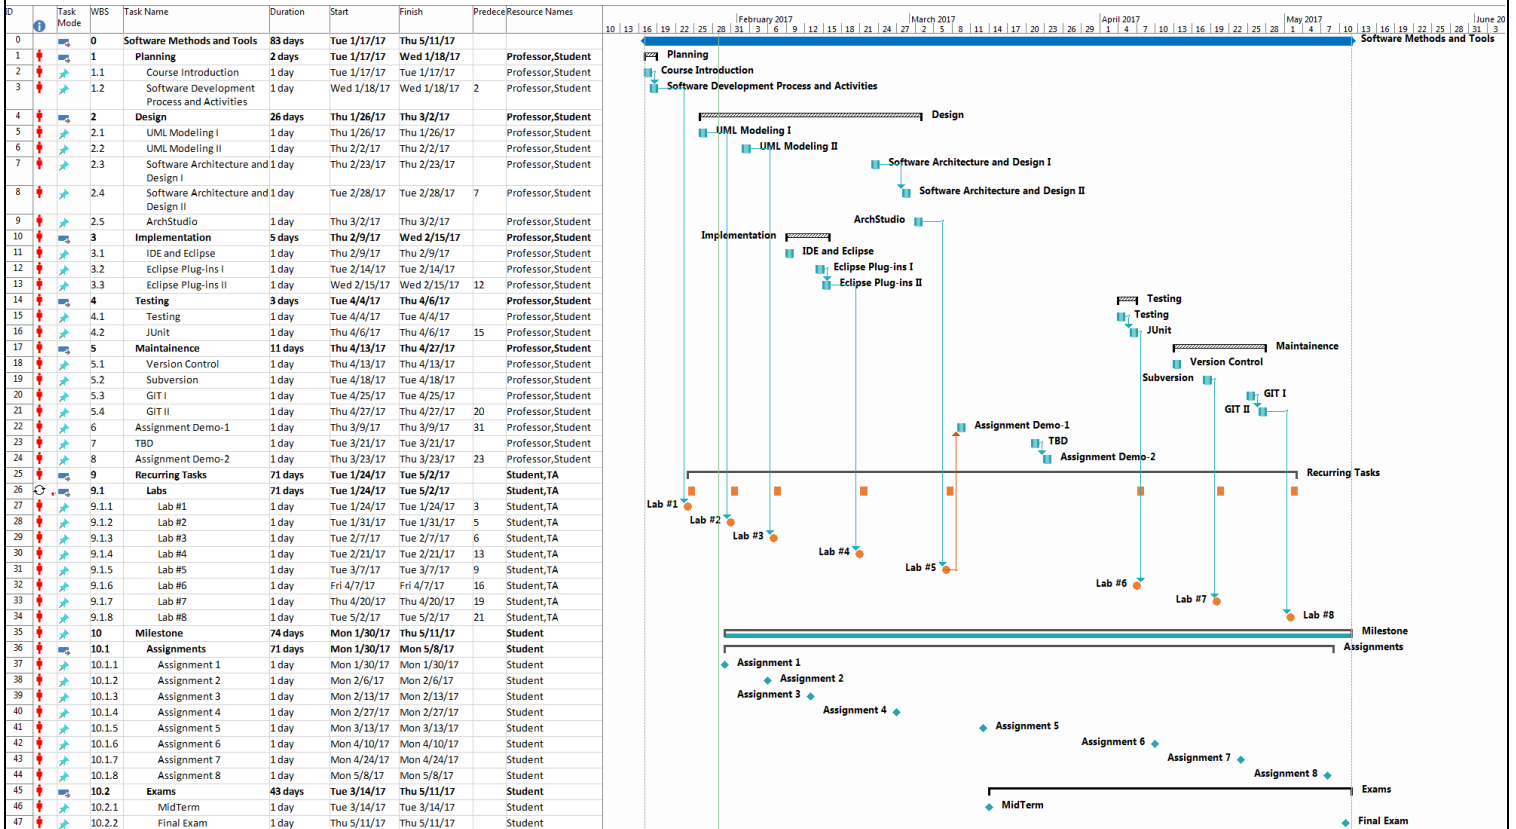 ID Task Mode WBS Task Name Duration Start Finish Predece Resource Names
February 2017 March 2017 April 2017 May 2017 June 20
10 13 16 19 22 25 28 31 3 6 9 12 15 18 21 24 27 2 5 8 11 14 17 20 23 26 29 1 4 7 10 13 16 19 22 25 28 1 4 7 10 13 16 19 22 25 28 31 3
0 0 Software Methods and Tools 83 days Tue 1/17/17 Thu 5/11/17
1 1 Planning 2 days Tue 1/17/17 Wed 1/18/17 Professor,Student
2 1.1 Course Introduction 1 day Tue 1/17/17 Tue 1/17/17 Professor,Student
3 1.2 Software Development Process and Activities 1 day Wed 1/18/17 Wed 1/18/17 2 Professor,Student
4 2 Design 26 days Thu 1/26/17 Thu 3/2/17 Professor,Student
5 2.1 UML Modeling I 1 day Thu 1/26/17 Thu 1/26/17 Professor,Student
6 2.2 UML Modeling II 1 day Thu 2/2/17 Thu 2/2/17 Professor,Student
7 2.3 Software Architecture and Design I 1 day Thu 2/23/17 Thu 2/23/17 Professor,Student
8 2.4 Software Architecture and Design II 1 day Tue 2/28/17 Tue 2/28/17 7 Professor,Student
9 2.5 ArchStudio 1 day Thu 3/2/17 Thu 3/2/17 Professor,Student
10 3 Implementation 5 days Thu 2/9/17 Wed 2/15/17 Professor,Student
11 3.1 IDE and Eclipse 1 day Thu 2/9/17 Thu 2/9/17 Professor,Student
12 3.2 Eclipse Plug-ins I 1 day Tue 2/14/17 Tue 2/14/17 Professor,Student
13 3.3 Eclipse Plug-ins II 1 day Wed 2/15/17 Wed 2/15/17 12 Professor,Student
14 4 Testing 3 days Tue 4/4/17 Thu 4/6/17 Professor,Student
15 4.1 Testing 1 day Tue 4/4/17 Tue 4/4/17 Professor,Student
16 4.2 JUnit 1 day Thu 4/6/17 Thu 4/6/17 15 Professor,Student
17 5 Maintainence 11 days Thu 4/13/17 Thu 4/27/17 Professor,Student
18 5.1 Version Control 1 day Thu 4/13/17 Thu 4/13/17 Professor,Student
19 5.2 Subversion 1 day Tue 4/18/17 Tue 4/18/17 Professor,Student
20 5.3 GIT I 1 day Tue 4/25/17 Tue 4/25/17 Professor,Student
21 5.4 GIT II 1 day Thu 4/27/17 Thu 4/27/17 20 Professor,Student
22 6 Assignment Demo-1 1 day Thu 3/9/17 Thu 3/9/17 31 Professor,Student
23 7 TBD 1 day Tue 3/21/17 Tue 3/21/17 Professor,Student
24 8 Assignment Demo-2 1 day Thu 3/23/17 Thu 3/23/17 23 Professor,Student
25 9 Recurring Tasks 71 days Tue 1/24/17 Tue 5/2/17 Student,TA
26 9.1 Labs 71 days Tue 1/24/17 Tue 5/2/17 Student,TA
27 9.1.1 Lab #1 1 day Tue 1/24/17 Tue 1/24/17 3 Student,TA
28 9.1.2 Lab #2 1 day Tue 1/31/17 Tue 1/31/17 5 Student,TA
29 9.1.3 Lab #3 1 day Tue 2/7/17 Tue 2/7/17 6 Student,TA
30 9.1.4 Lab #4 1 day Tue 2/21/17 Tue 2/21/17 13 Student,TA
31 9.1.5 Lab #5 1 day Tue 3/7/17 Tue 3/7/17 9 Student,TA
32 9.1.6 Lab #6 1 day Fri 4/7/17 Fri 4/7/17 16 Student,TA
33 9.1.7 Lab #7 1 day Thu 4/20/17 Thu 4/20/17 19 Student,TA
34 9.1.8 Lab #8 1 day Tue 5/2/17 Tue 5/2/17 21 Student,TA
35 10 Milestone 74 days Mon 1/30/17 Thu 5/11/17 Student
36 10.1 Assignments 71 days Mon 1/30/17 Mon 5/8/17 Student
37 10.1.1 Assignment 1 1 day Mon 1/30/17 Mon 1/30/17 Student
38 10.1.2 Assignment 2 1 day Mon 2/6/17 Mon 2/6/17 Student
39 10.1.3 Assignment 3 1 day Mon 2/13/17 Mon 2/13/17 Student
40 10.1.4 Assignment 4 1 day Mon 2/27/17 Mon 2/27/17 Student
41 10.1.5 Assignment 5 1 day Mon 3/13/17 Mon 3/13/17 Student
42 10.1.6 Assignment 6 1 day Mon 4/10/17 Mon 4/10/17 Student
43 10.1.7 Assignment 7 1 day Mon 4/24/17 Mon 4/24/17 Student
44 10.1.8 Assignment 8 1 day Mon 5/8/17 Mon 5/8/17 Student
45 10.2 Exams 43 days Tue 3/14/17 Thu 5/11/17 Student
46 10.2.1 MidTerm 1 day Tue 3/14/17 Tue 3/14/17 Student
47 10.2.2 Final Exam 1 day Thu 5/11/17 Thu 5/11/17 Student
Software Methods and Tools
Planning
Course Introduction
Software Development Process and Activities
Design
UML Modeling I
UML Modeling II
Software Architecture and Design I
Software Architecture and Design II
ArchStudio
Implementation
IDE and Eclipse
Eclipse Plug-ins I
Eclipse Plug-ins II
Testing
Testing
JUnit
Maintainence
Version Control
Subversion
GIT I
GIT II
Assignment Demo-1
TBD
Assignment Demo-2
Recurring Tasks
Lab #1
Lab #2
Lab #3
Lab #4
Lab #5
Lab #6
Lab #7
Lab #8
Milestone
Assignments
Assignment 1
Assignment 2
Assignment 3
Assignment 4
Assignment 5
Assignment 6
Assignment 7
Assignment 8
Exams
MidTerm
Final Exam